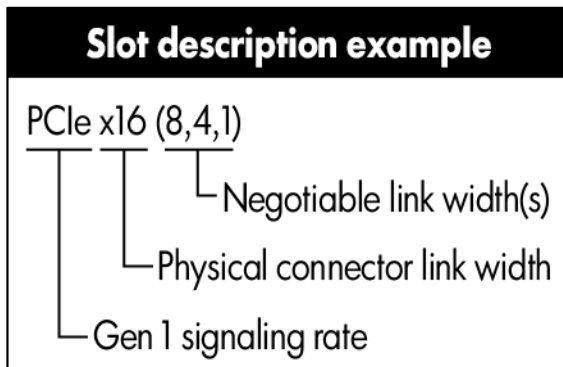 Slot description example
PCIe x16 (8,4,1)
Negotiable link width(s)
Physical connector link width
Gen 1 signaling rate